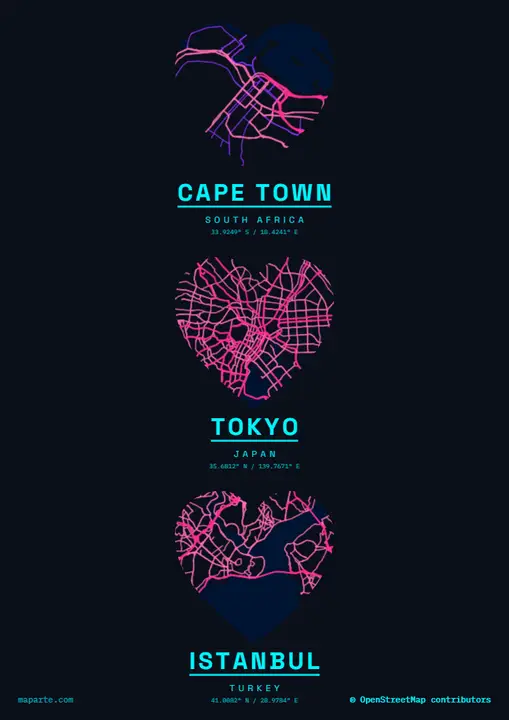 CAPE TOWN
SOUTH AFRICA
33.9249° S / 18.4241° E
TOKYO
JAPAN
35.6812° N / 139.7671° E
ISTANBUL
TURKEY
41.0082° N / 28.9784° E
maparte.com
© OpenStreetMap contributors